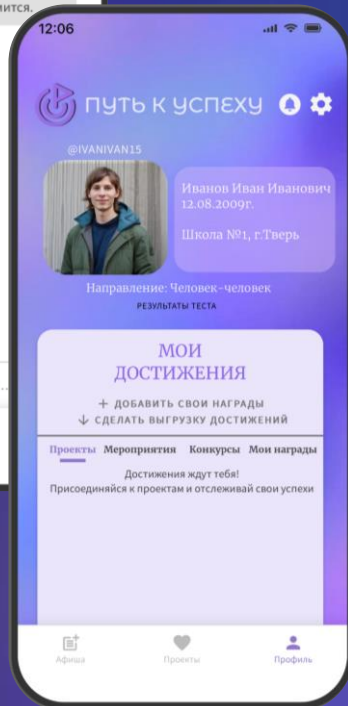 мится.
12:06
ПУТЬ К УСПЕХУ
@IVANIVAN15
Иванов Иван Иванович
12.08.2009г.
Школа №1, г.Тверь
Направление: Человек-человек
РЕЗУЛЬТАТЫ ТЕСТА
МОИ
ДОСТИЖЕНИЯ
+ ДОБАВИТЬ СВОИ НАГРАДЫ
↓ СДЕЛАТЬ ВЫГРУЗКУ ДОСТИЖЕНИЙ
Проекты Мероприятия Конкурсы Мои награды
Достижения ждут тебя!
Присоединяйся к проектам и отслеживай свои успехи
Афиша Проекты Профиль